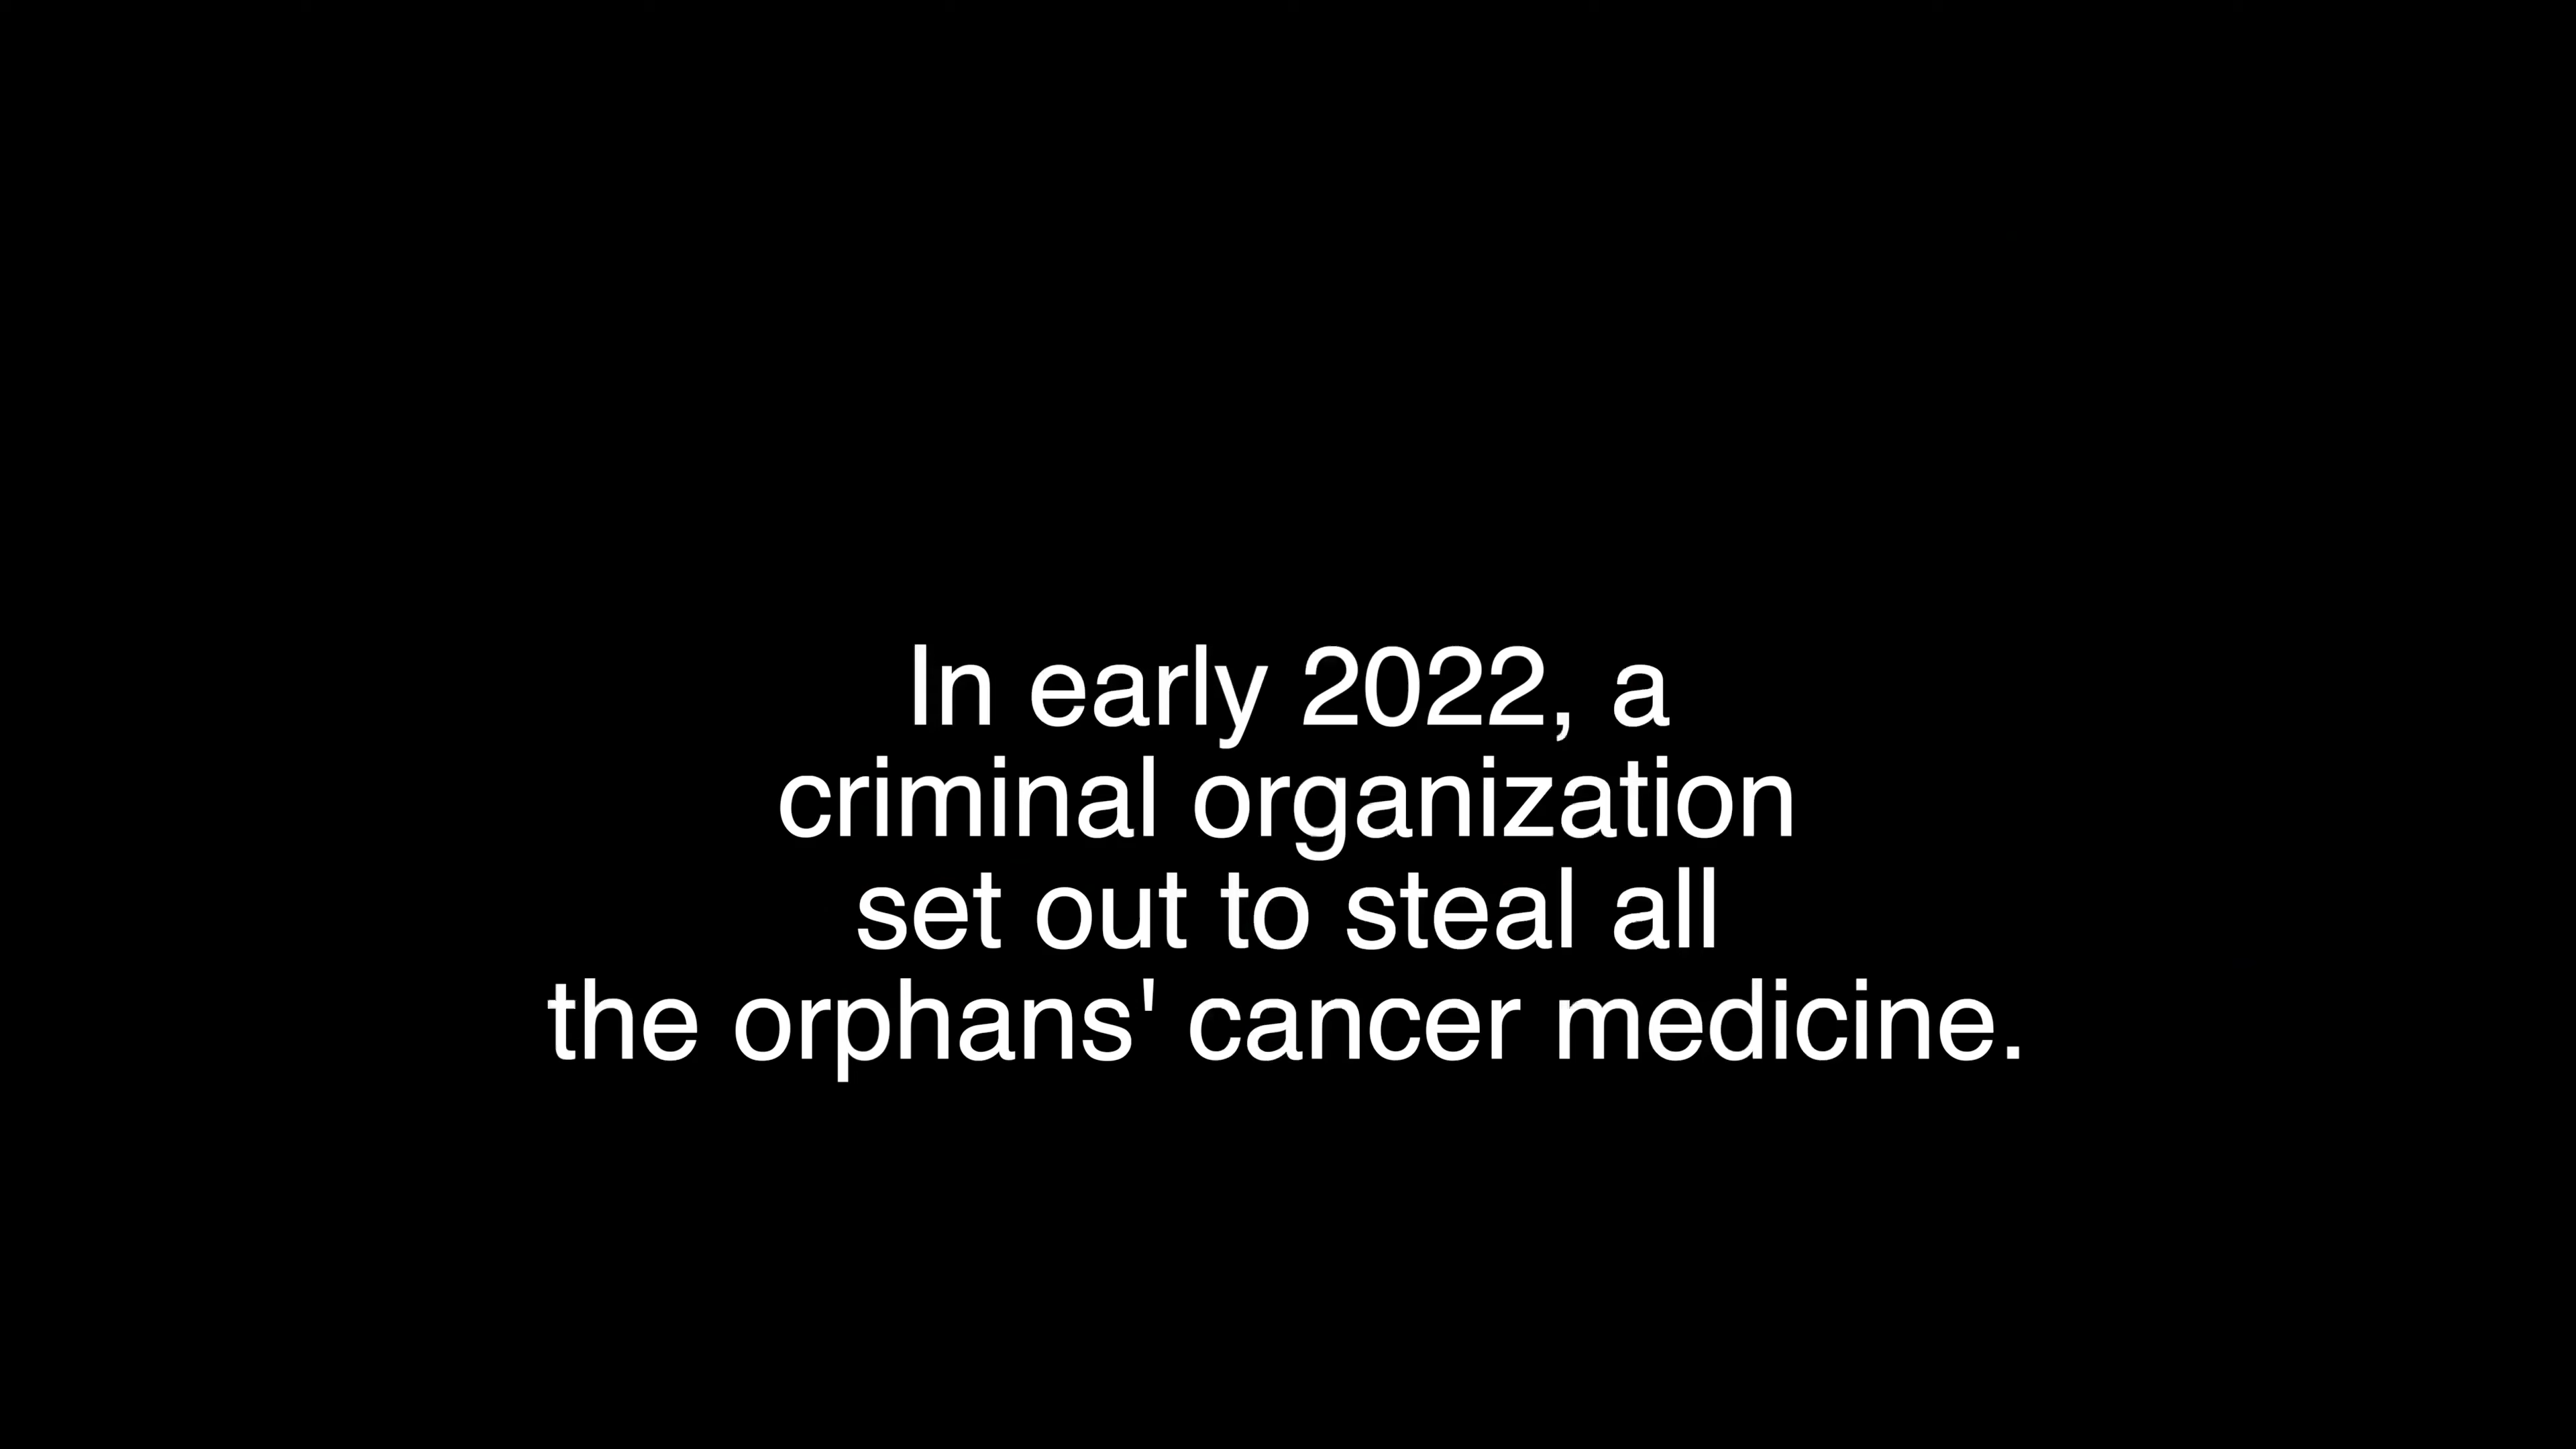 In early 2022, a
criminal organization
set out to steal all
the orphans' cancer medicine.